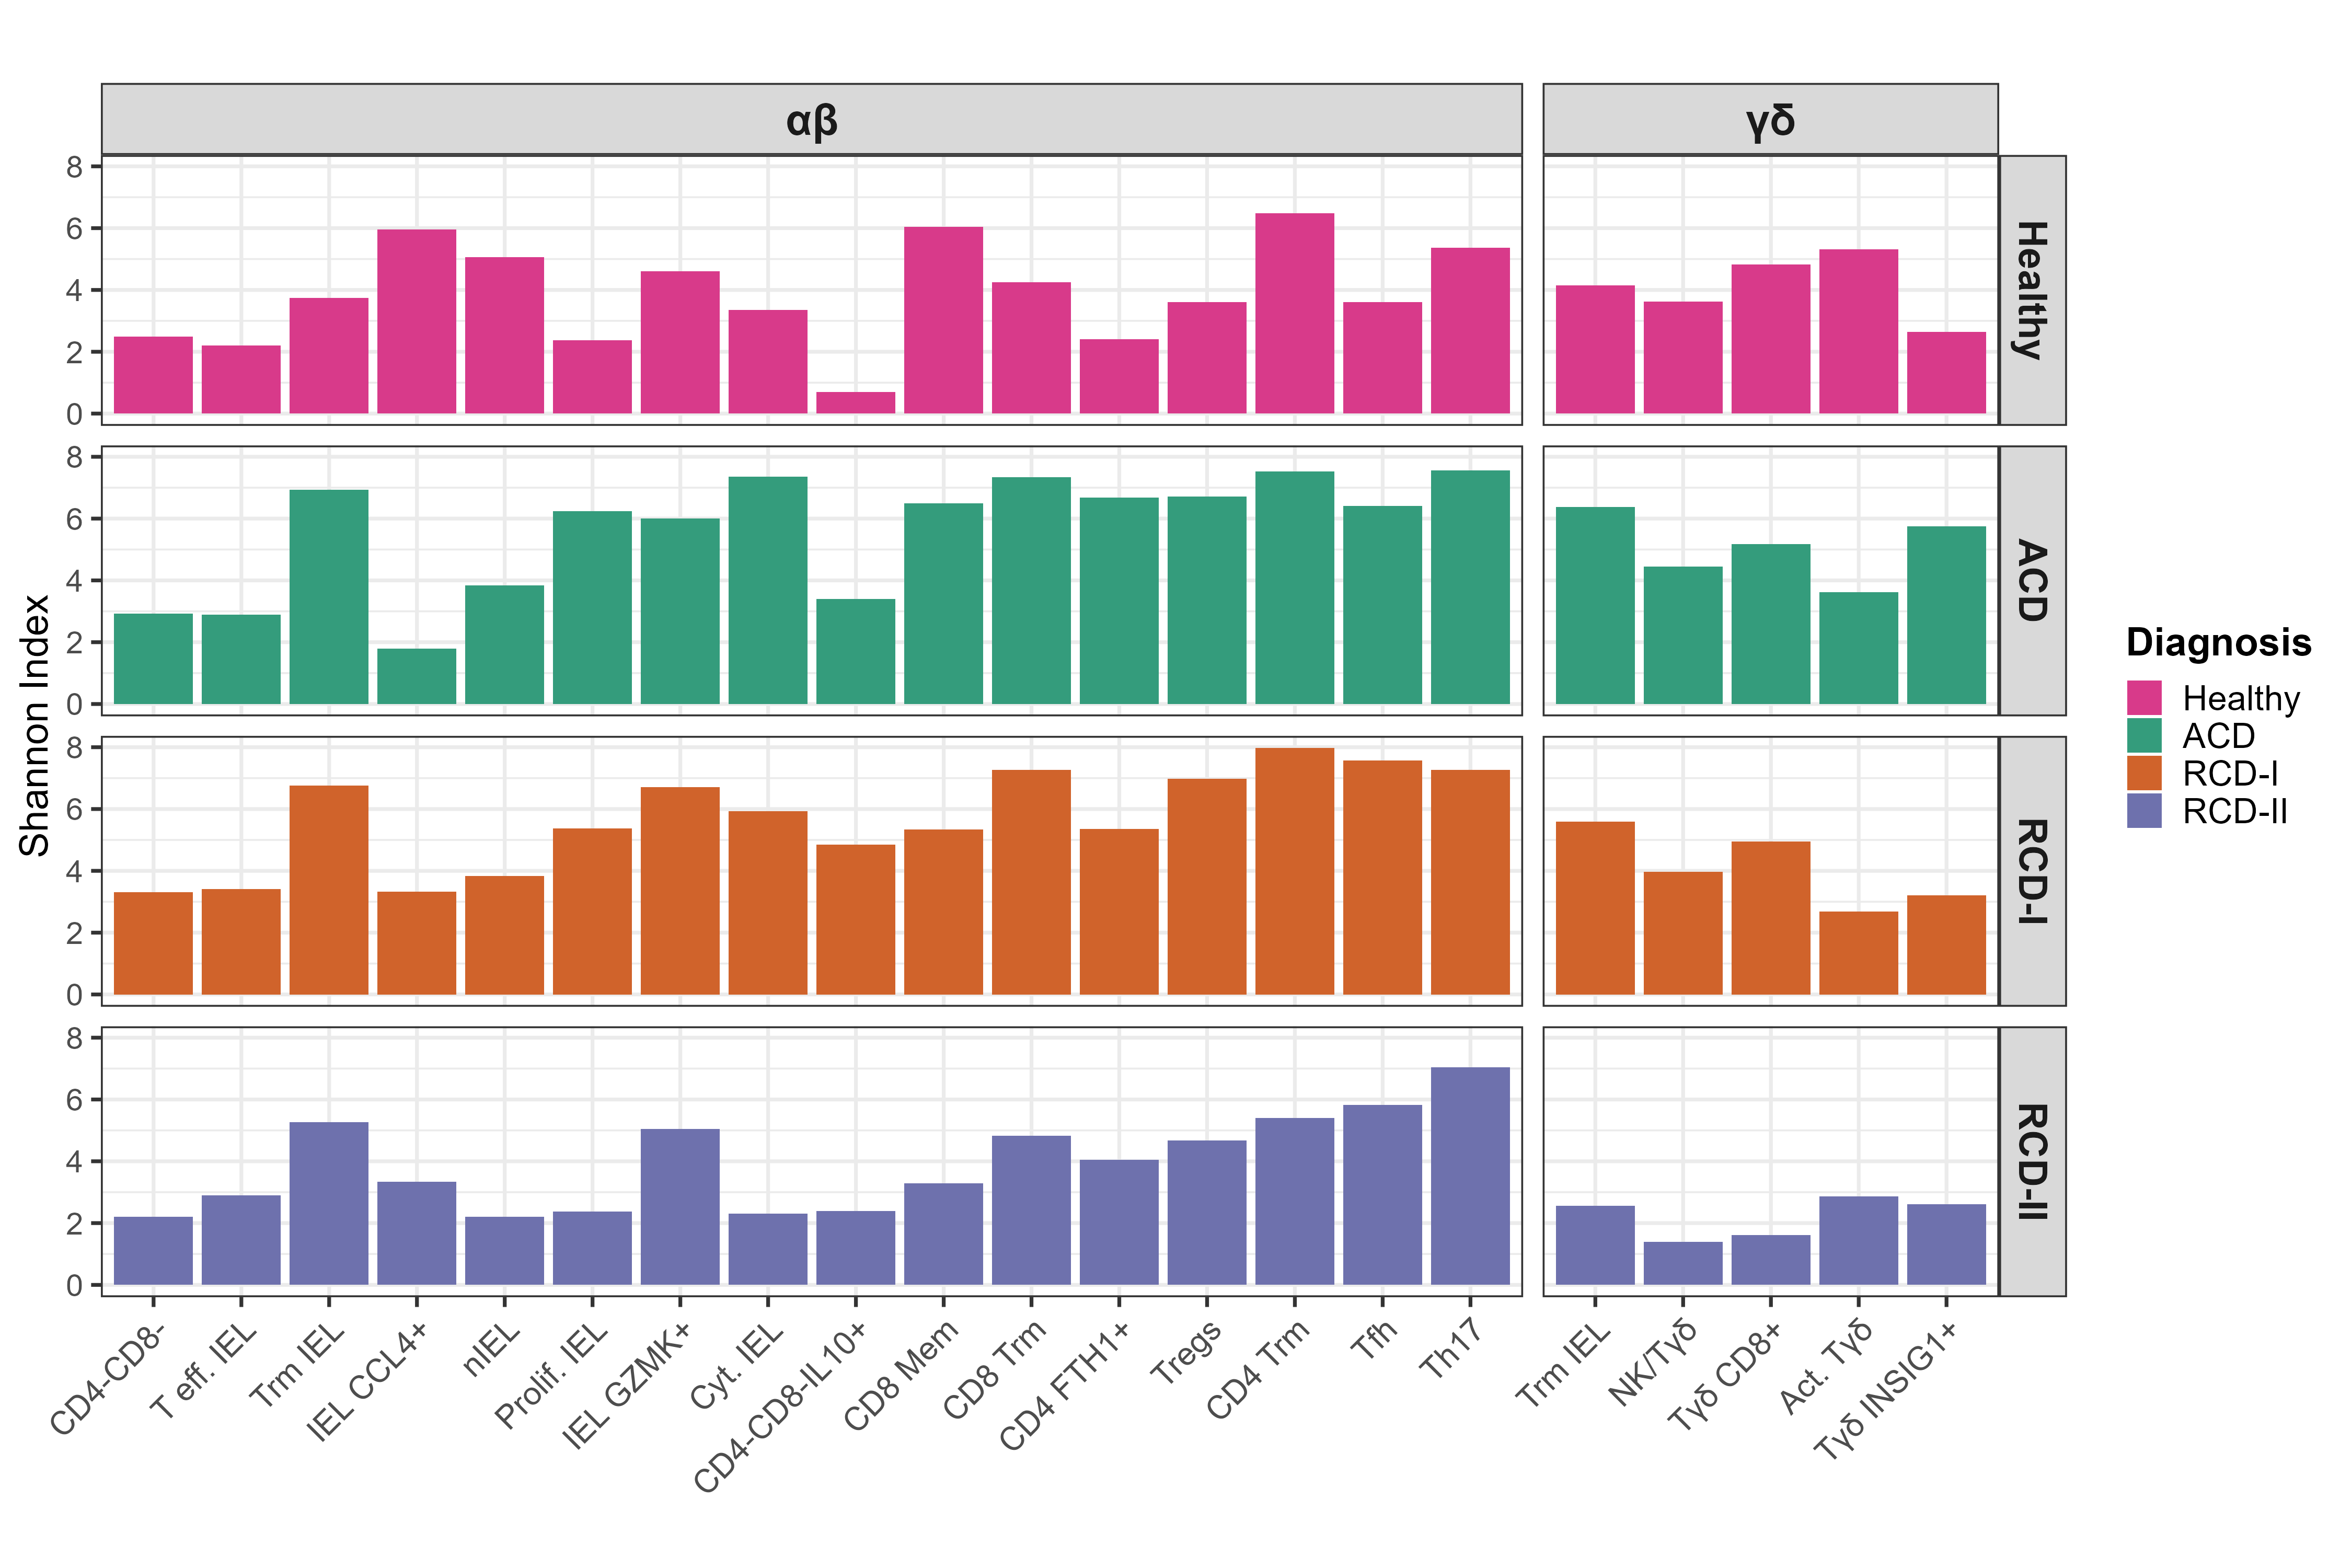 αβ
γδ
8
6
4
2
0
Healthy
8
6
4
2
0
ACD
8
6
4
2
0
RCD-I
8
6
4
2
0
RCD-II
Shannon Index
CD4-CD8-
T eff. IEL
Trm IEL
IEL CCL4+
nIEL
Prolif. IEL
IEL GZMK+
Cyt. IEL
CD4-CD8-IL10+
CD8 Mem
CD8 Trm
CD4 FTH1+
Tregs
CD4 Trm
Tfh
Th17
Trm IEL
NK/Tγδ
Tγδ CD8+
Act. Tγδ
Tγδ INSIG1+
Diagnosis
Healthy
ACD
RCD-I
RCD-II